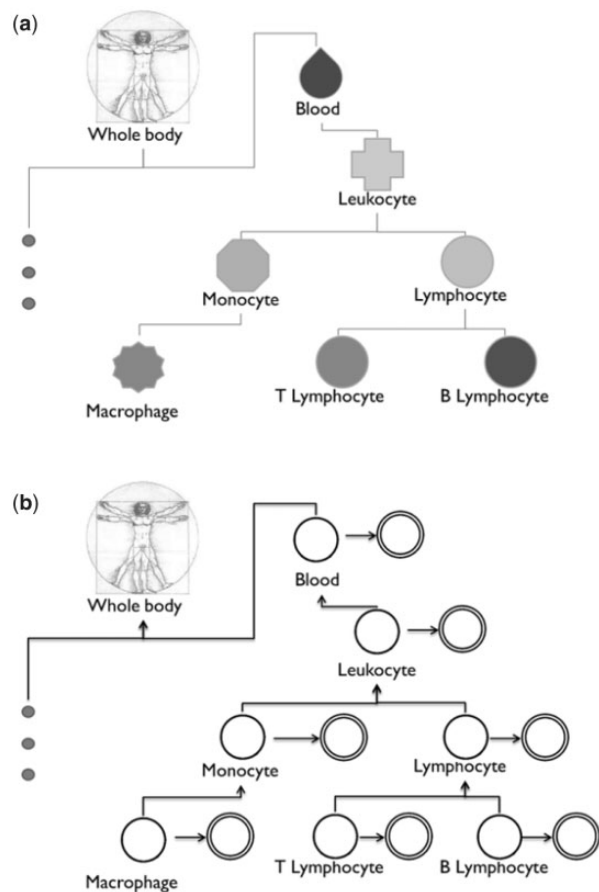 (a)
Whole body
Blood
Leukocyte
Monocyte
Lymphocyte
Macrophage
T Lymphocyte
B Lymphocyte
(b)
Whole body
Blood
Leukocyte
Monocyte
Lymphocyte
Macrophage
T Lymphocyte
B Lymphocyte